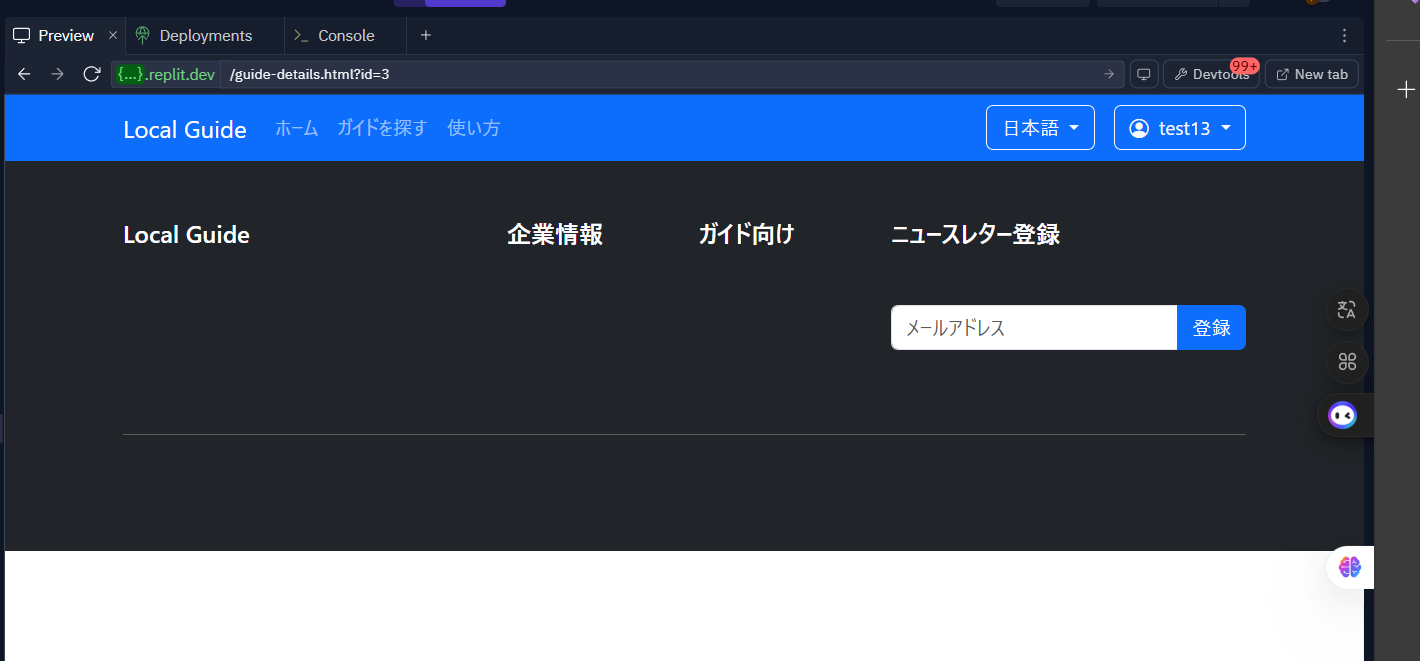 Preview
Deployments
Console
{...}.replit.dev
/guide-details.html?id=3
Devtools
99+
New tab
Local Guide
ホーム
ガイドを探す
使い方
日本語
test13
Local Guide
企業情報
ガイド向け
ニュースレター登録
メールアドレス
登録